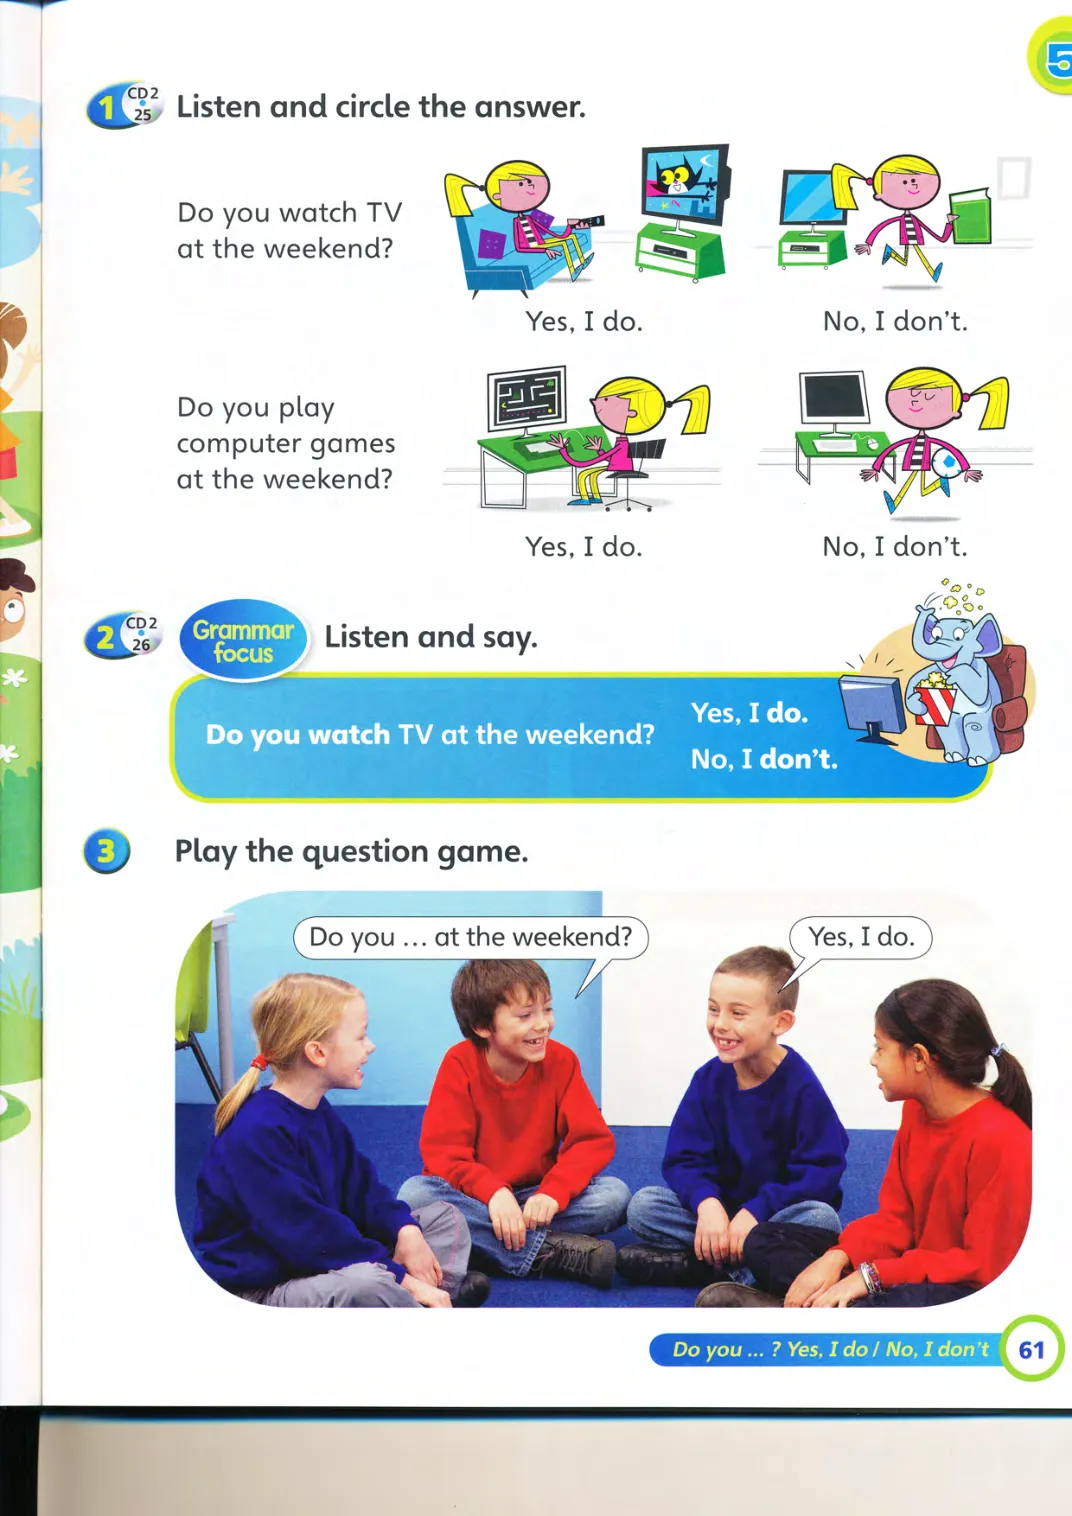 5
1 CD2 25 Listen and circle the answer.
Do you watch TV
at the weekend?
Yes, I do.
No, I don't.
Do you play
computer games
at the weekend?
Yes, I do.
No, I don't.
2 CD2 26 Grammar focus Listen and say.
Do you watch TV at the weekend?
Yes, I do.
No, I don't.
3 Play the question game.
Do you ... at the weekend?
Yes, I do.
Do you ... ? Yes, I do / No, I don't
61